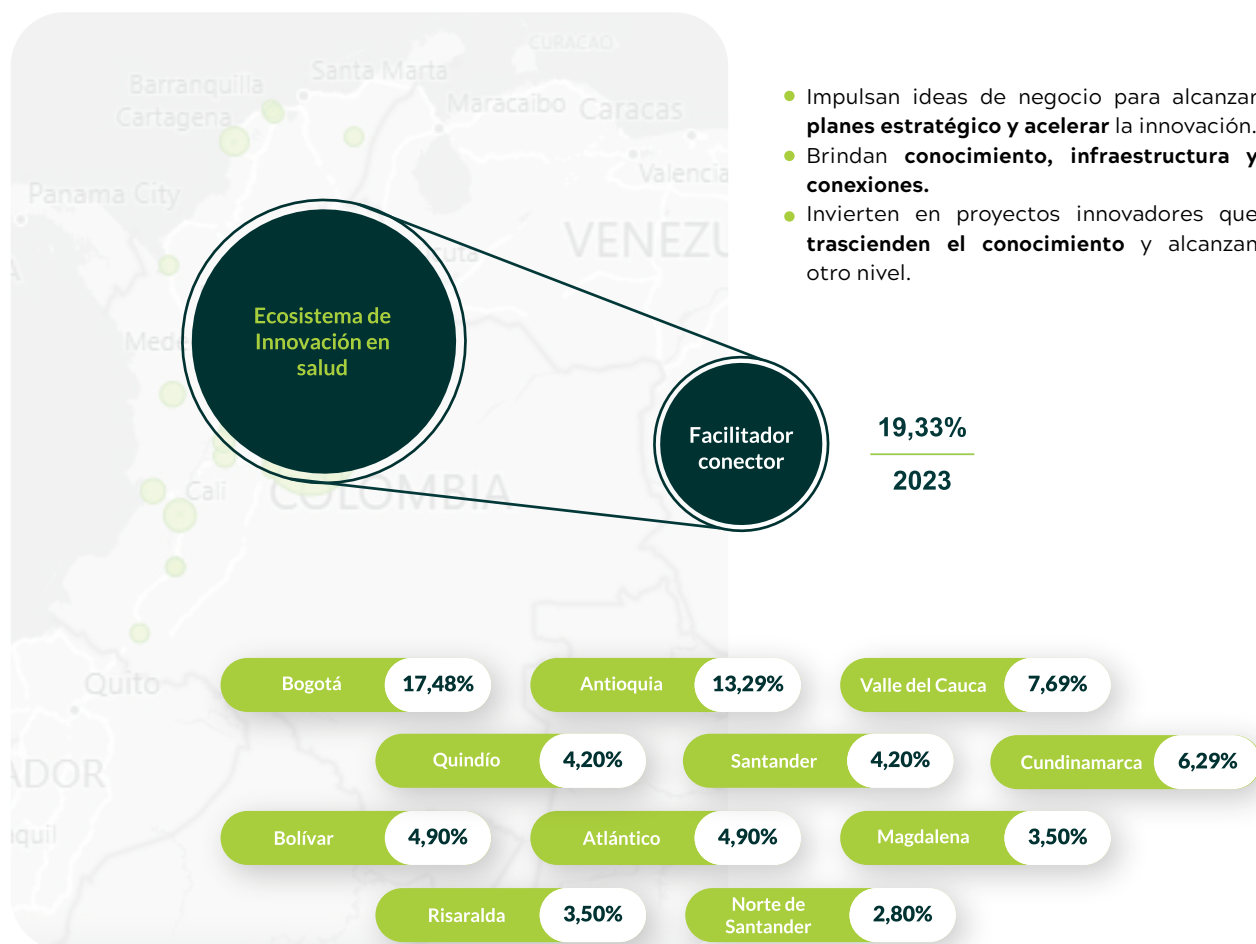 CURACAO
Santa Marta
Barranquilla
Cartagena
Maracaibo
Caracas
Valencia
Panama City
VENEZU
Impulsan ideas de negocio para alcanzar
planes estratégico y acelerar la innovación.
Brindan conocimiento, infraestructura y
conexiones.
Invierten en proyectos innovadores que
trascienden el conocimiento y alcanzan
otro nivel.
Ecosistema de
Innovación en
salud
Facilitador
conector
19,33%
2023
Cali
COLOMBIA
Quito
ADOR
Bogotá 17,48%
Antioquia 13,29%
Valle del Cauca 7,69%
Quindío 4,20%
Santander 4,20%
Cundinamarca 6,29%
Bolívar 4,90%
Atlántico 4,90%
Magdalena 3,50%
Risaralda 3,50%
Norte de
Santander 2,80%